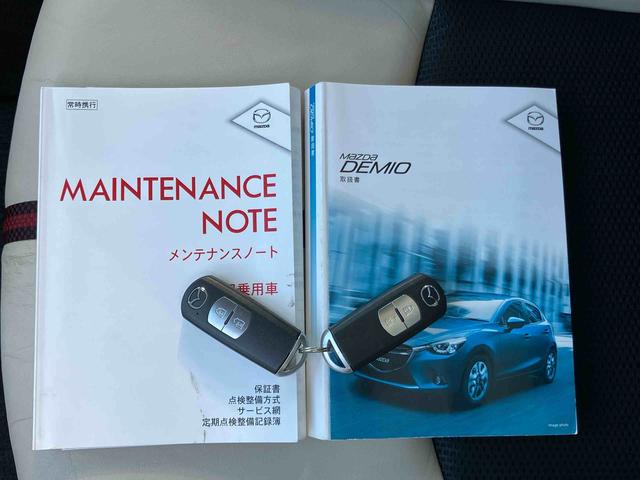 常時携行
mazda
MAINTENANCE
NOTE
メンテナンスノート
乗用車
保証書
点検整備方式
サービス網
定期点検整備記録簿
mazda
mazda
DEMIO
取扱書
Image photo